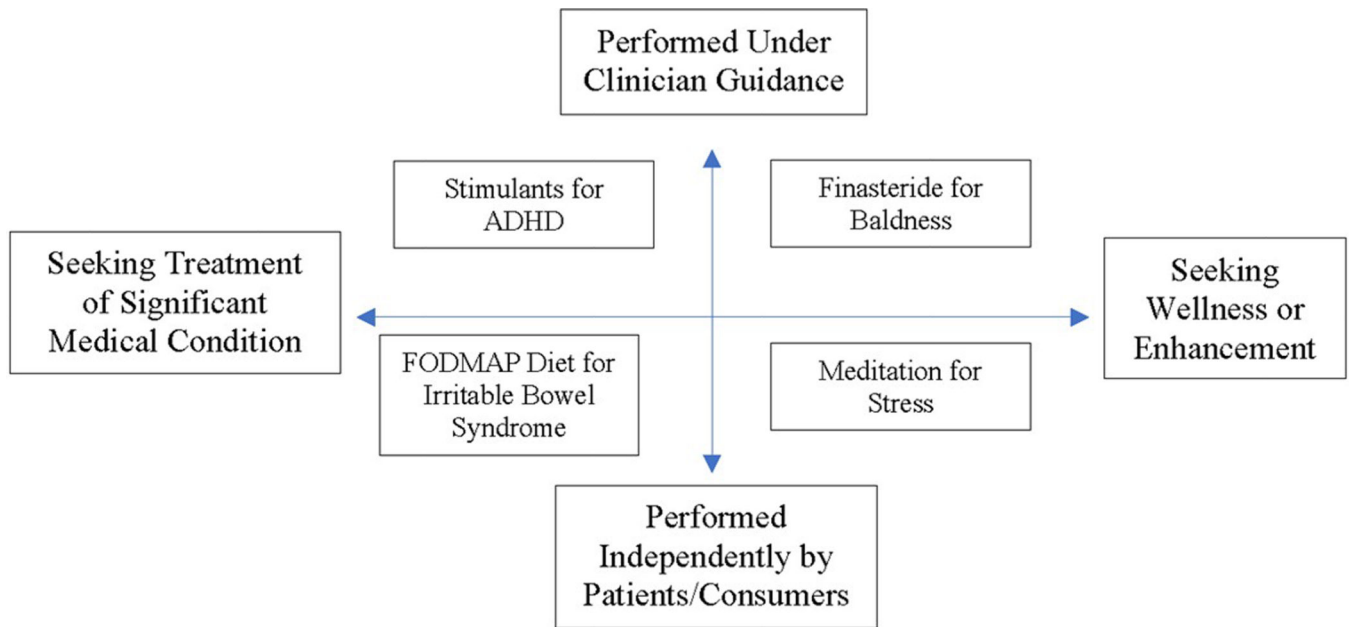 Performed Under
Clinician Guidance
Stimulants for
ADHD
Finasteride for
Baldness
Seeking Treatment
of Significant
Medical Condition
Seeking
Wellness or
Enhancement
FODMAP Diet for
Irritable Bowel
Syndrome
Meditation for
Stress
Performed
Independently by
Patients/Consumers